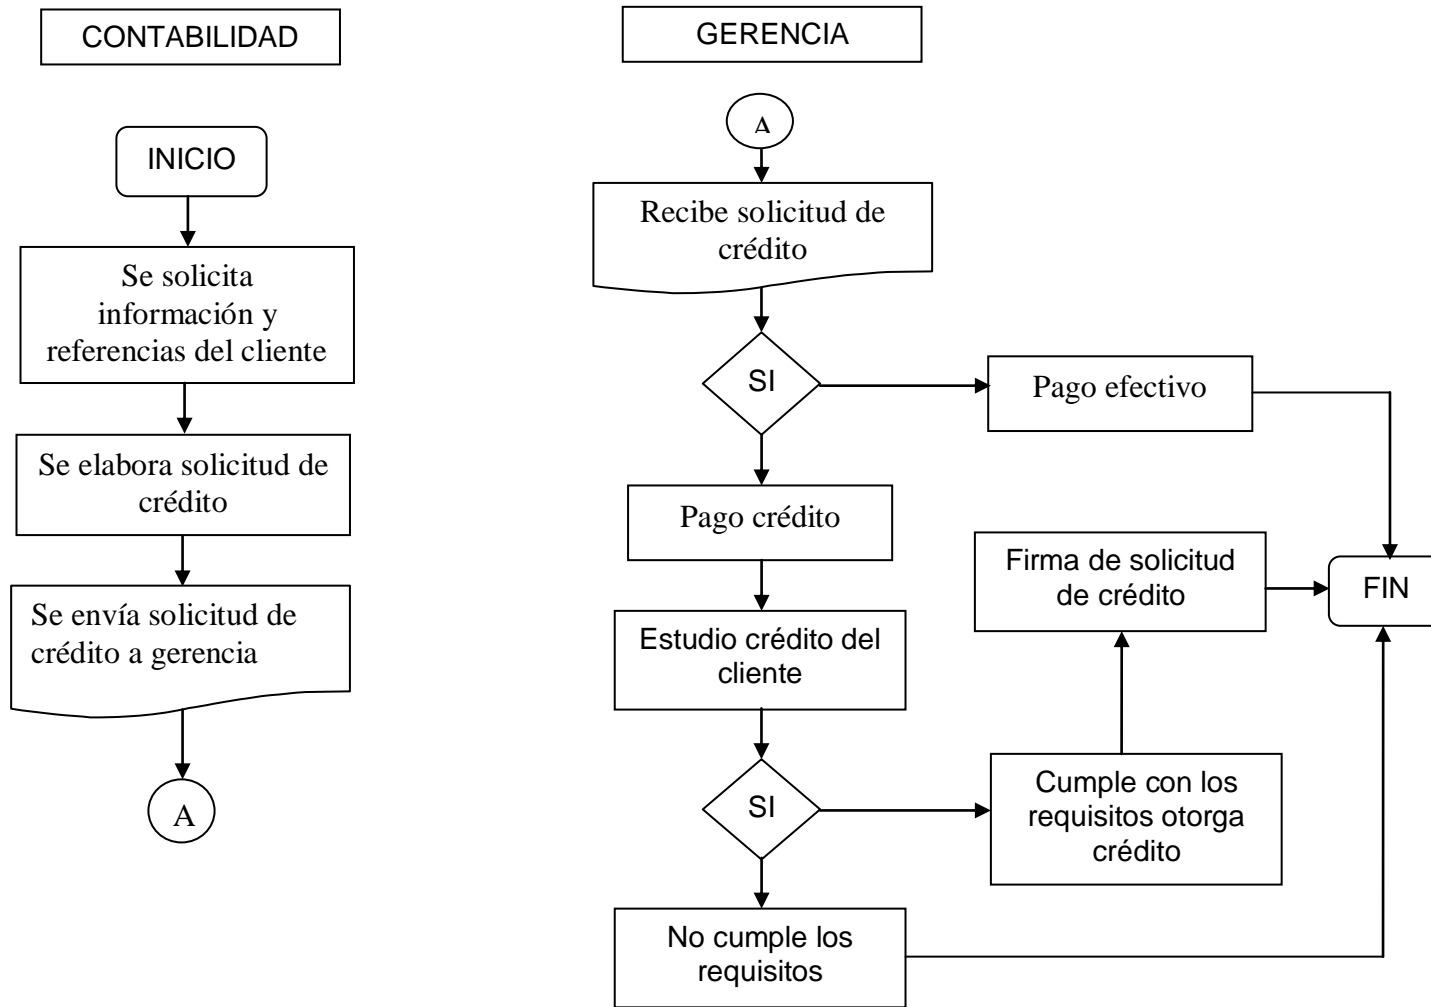 CONTABILIDAD
INICIO
Se solicita
información y
referencias del cliente
Se elabora solicitud de
crédito
Se envía solicitud de
crédito a gerencia
A
GERENCIA
A
Recibe solicitud de
crédito
SI
Pago efectivo
Pago crédito
Estudio crédito del
cliente
SI
Cumple con los
requisitos otorga
crédito
Firma de solicitud
de crédito
FIN
No cumple los
requisitos